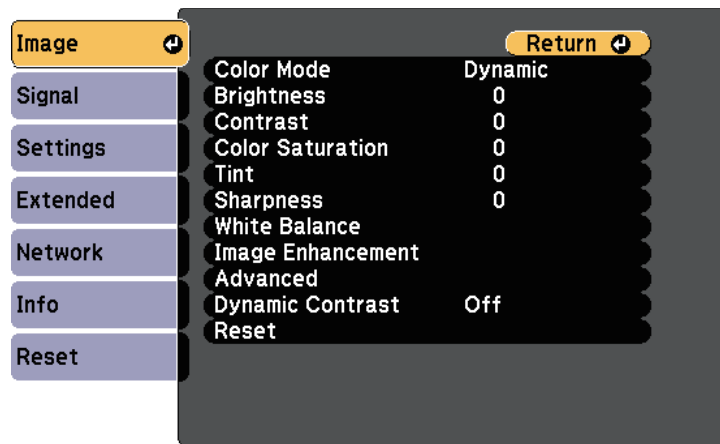 Image
Signal
Settings
Extended
Network
Info
Reset
Return
Color Mode Dynamic
Brightness 0
Contrast 0
Color Saturation 0
Tint 0
Sharpness 0
White Balance
Image Enhancement
Advanced
Dynamic Contrast Off
Reset